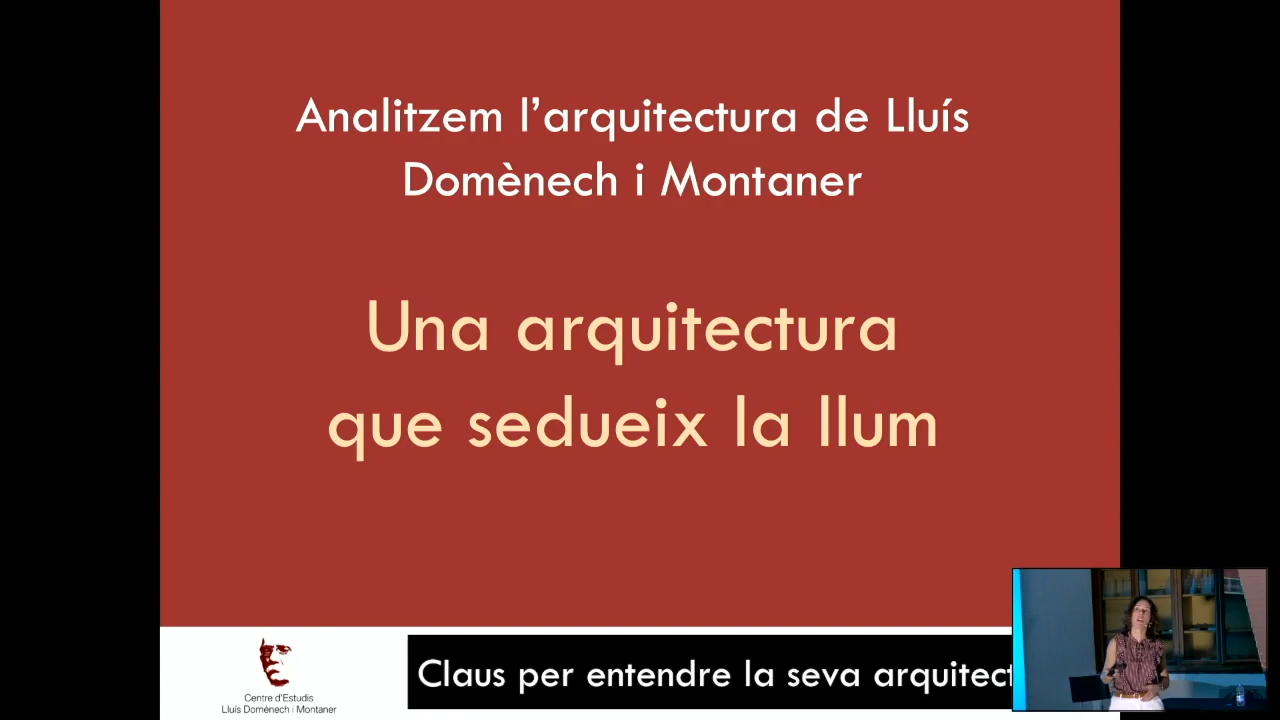 Analitzem l’arquitectura de Lluís
Domènech i Montaner
Una arquitectura
que sedueix la llum
Centre d'Estudis
Lluís Domènech i Montaner
Claus per entendre la seva